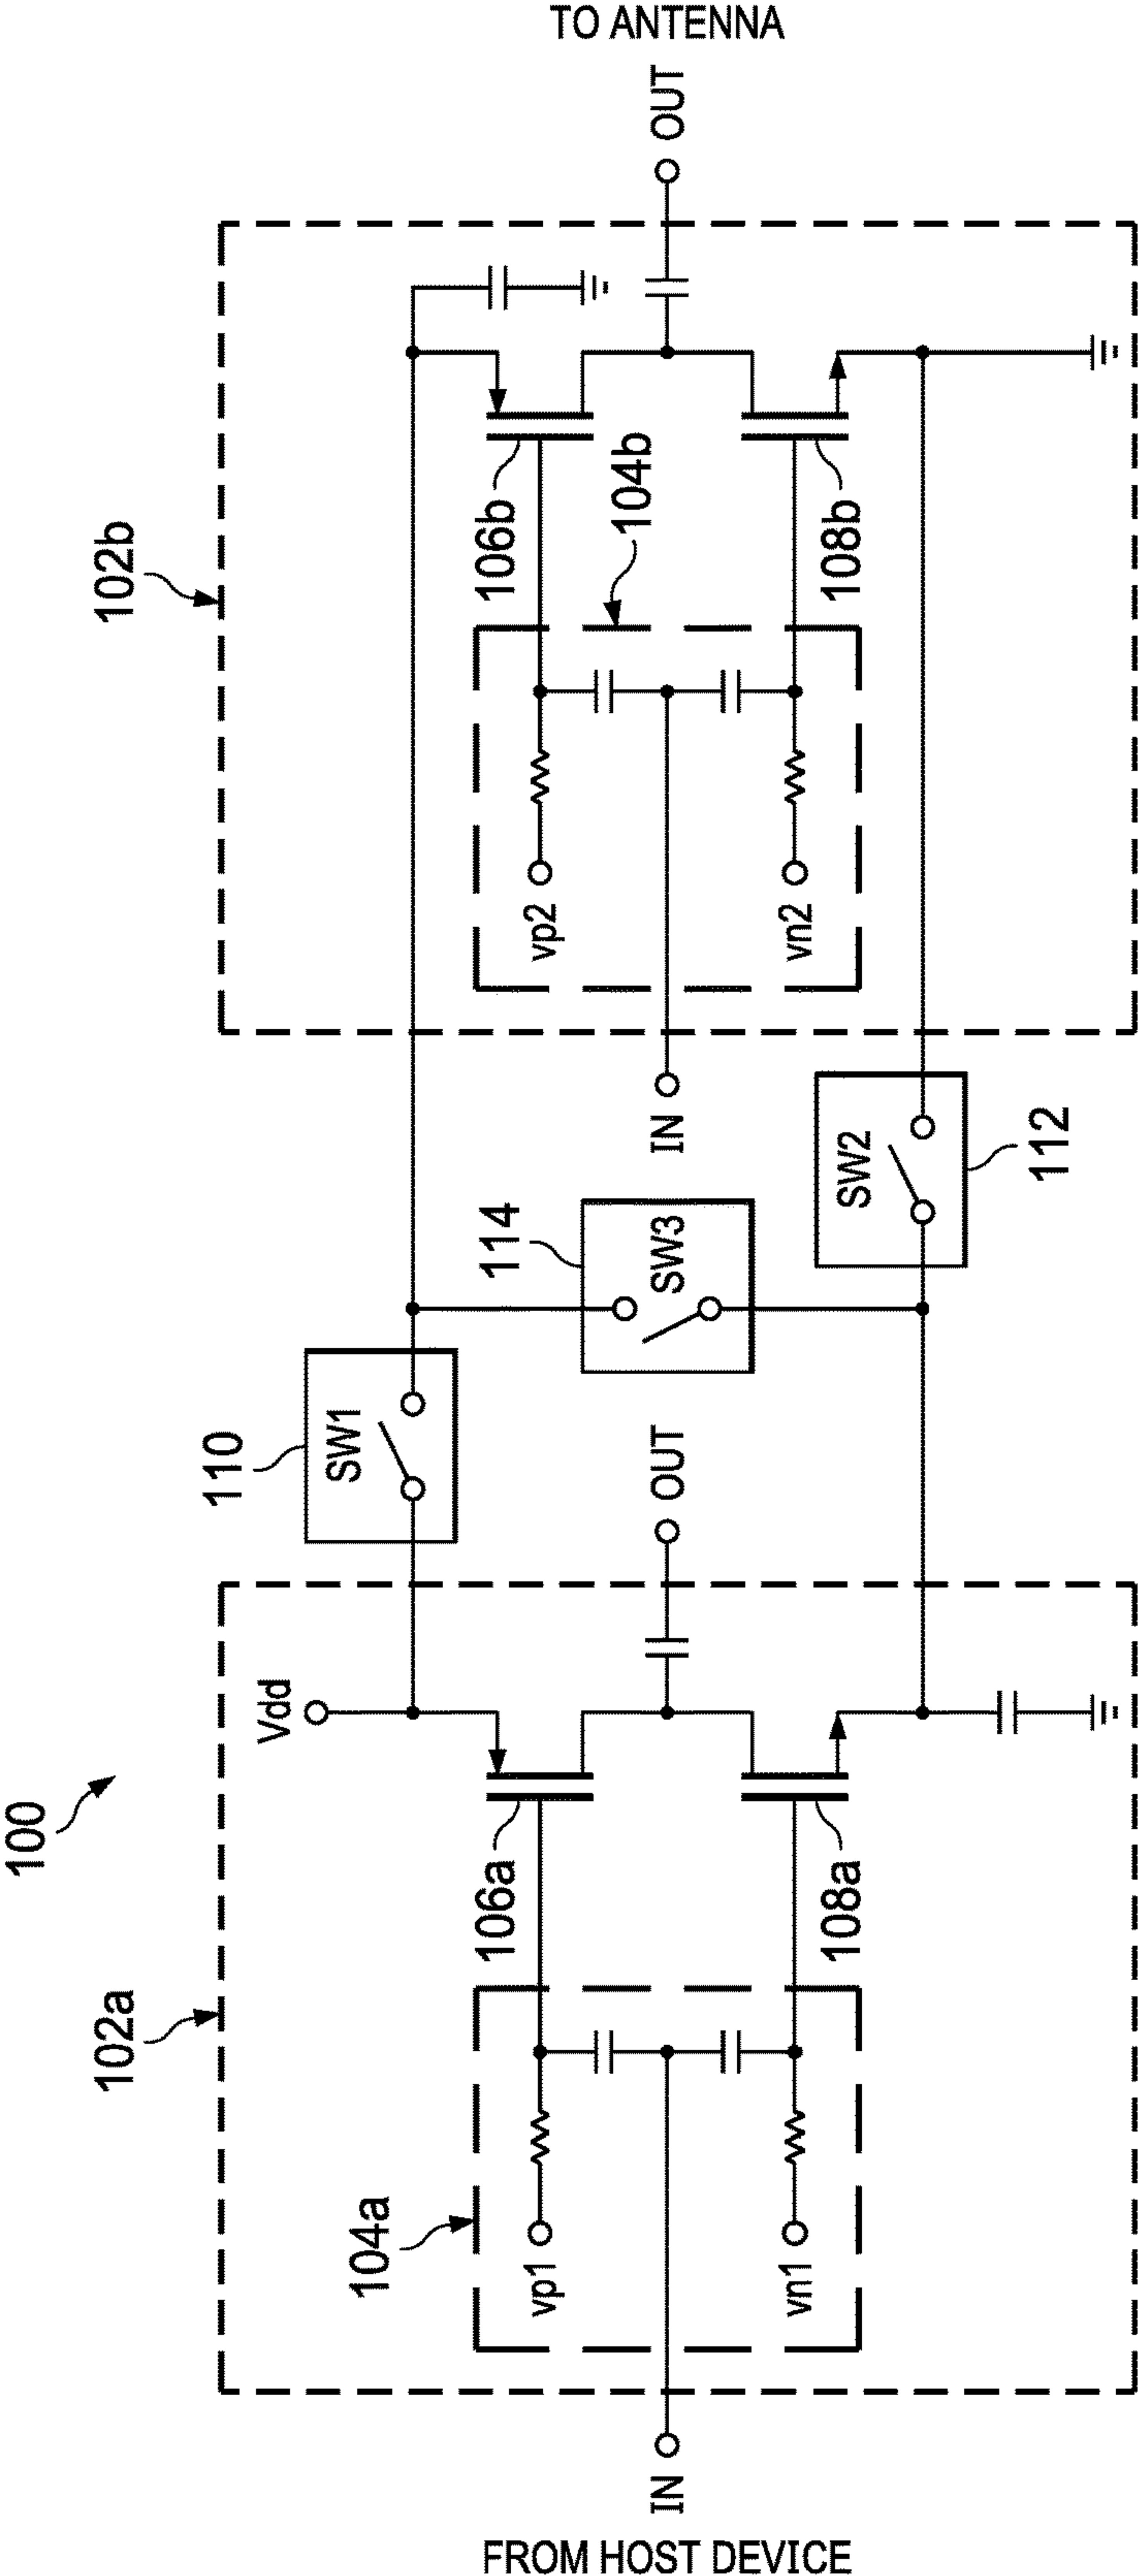 100
102a
102b
110
Vdd
SW1
104a
106a
114
106b
104b
vp1
vp2
FROM HOST DEVICE
IN
OUT
SW3
IN
OUT
TO ANTENNA
vn1
108a
SW2
vn2
108b
112